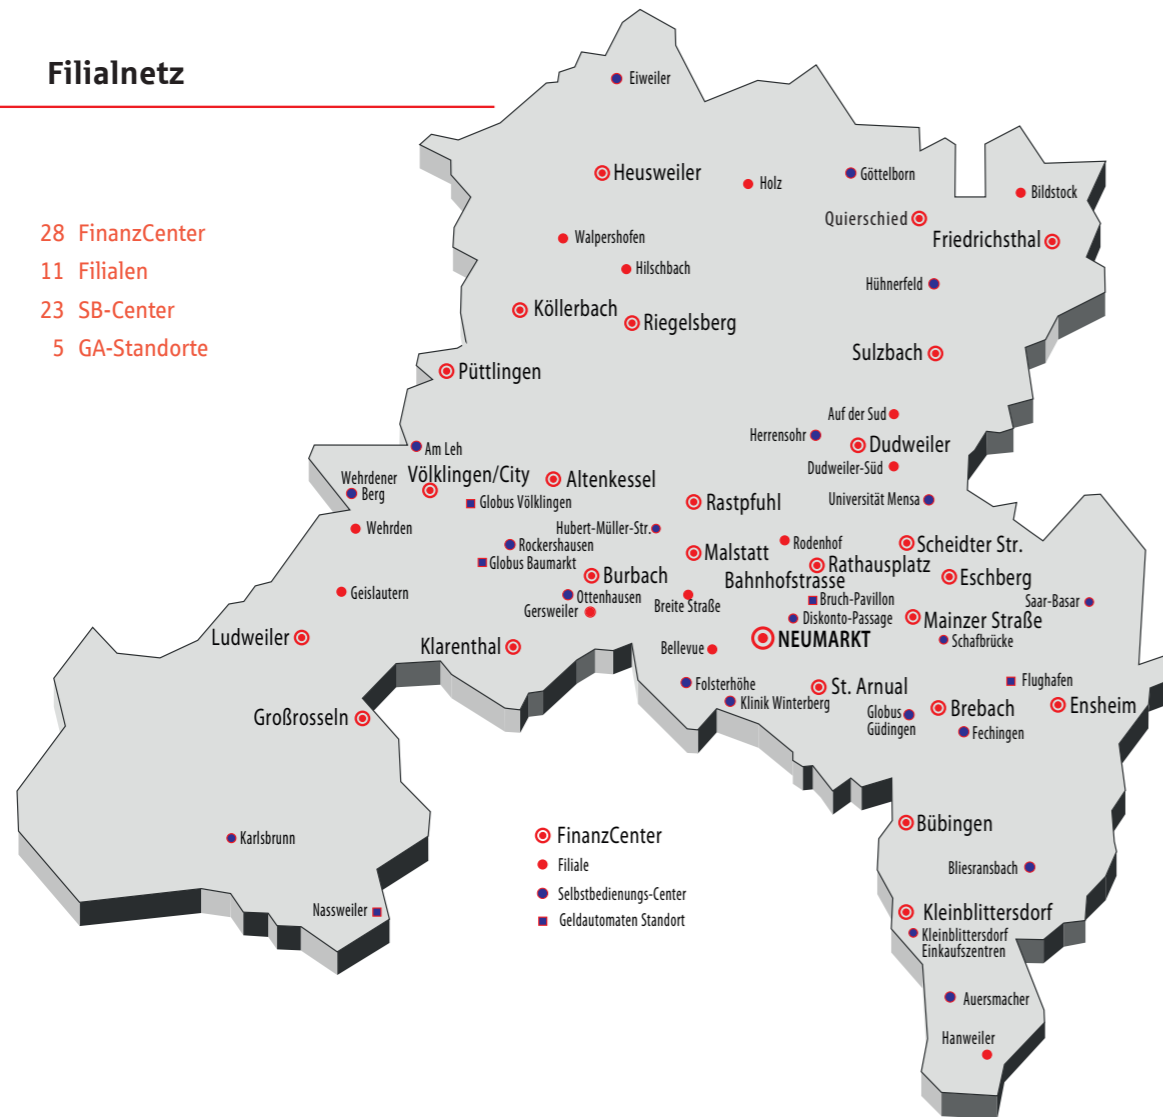 Filialnetz
28 FinanzCenter
11 Filialen
23 SB-Center
5 GA-Standorte
Eiweiler
Heusweiler
Holz
Göttelborn
Bildstock
Quierschied
Friedrichsthal
Walpershofen
Hilschbach
Hühnerfeld
Köllerbach
Riegelsberg
Sulzbach
Püttlingen
Auf der Sud
Herrensohr
Dudweiler
Am Leh
Dudweiler-Süd
Völklingen/City
Wehrdener
Berg
Altenkessel
Globus Völklingen
Rastpfuhl
Universität Mensa
Wehrden
Hubert-Müller-Str.
Rockershausen
Malstatt
Rodenhof
Scheidter Str.
Globus Baumarkt
Rathausplatz
Burbach
Bahnhofstrasse
Eschberg
Geislautern
Ottenhausen
Gersweiler
Breite Straße
Bruch-Pavillon
Saar-Basar
Diskonto-Passage
Mainzer Straße
Ludweiler
Klarenthal
Bellevue
NEUMARKT
Schafbrücke
Folsterhöhe
St. Arnual
Flughafen
Klinik Winterberg
Globus
Güdingen
Brebach
Ensheim
Großrosseln
Fechingen
Bübingen
Karlsbrunn
FinanzCenter
Filiale
Selbstbedienungs-Center
Geldautomaten Standort
Bliesransbach
Nassweiler
Kleinblittersdorf
Kleinblittersdorf
Einkaufszentren
Auersmacher
Hanweiler